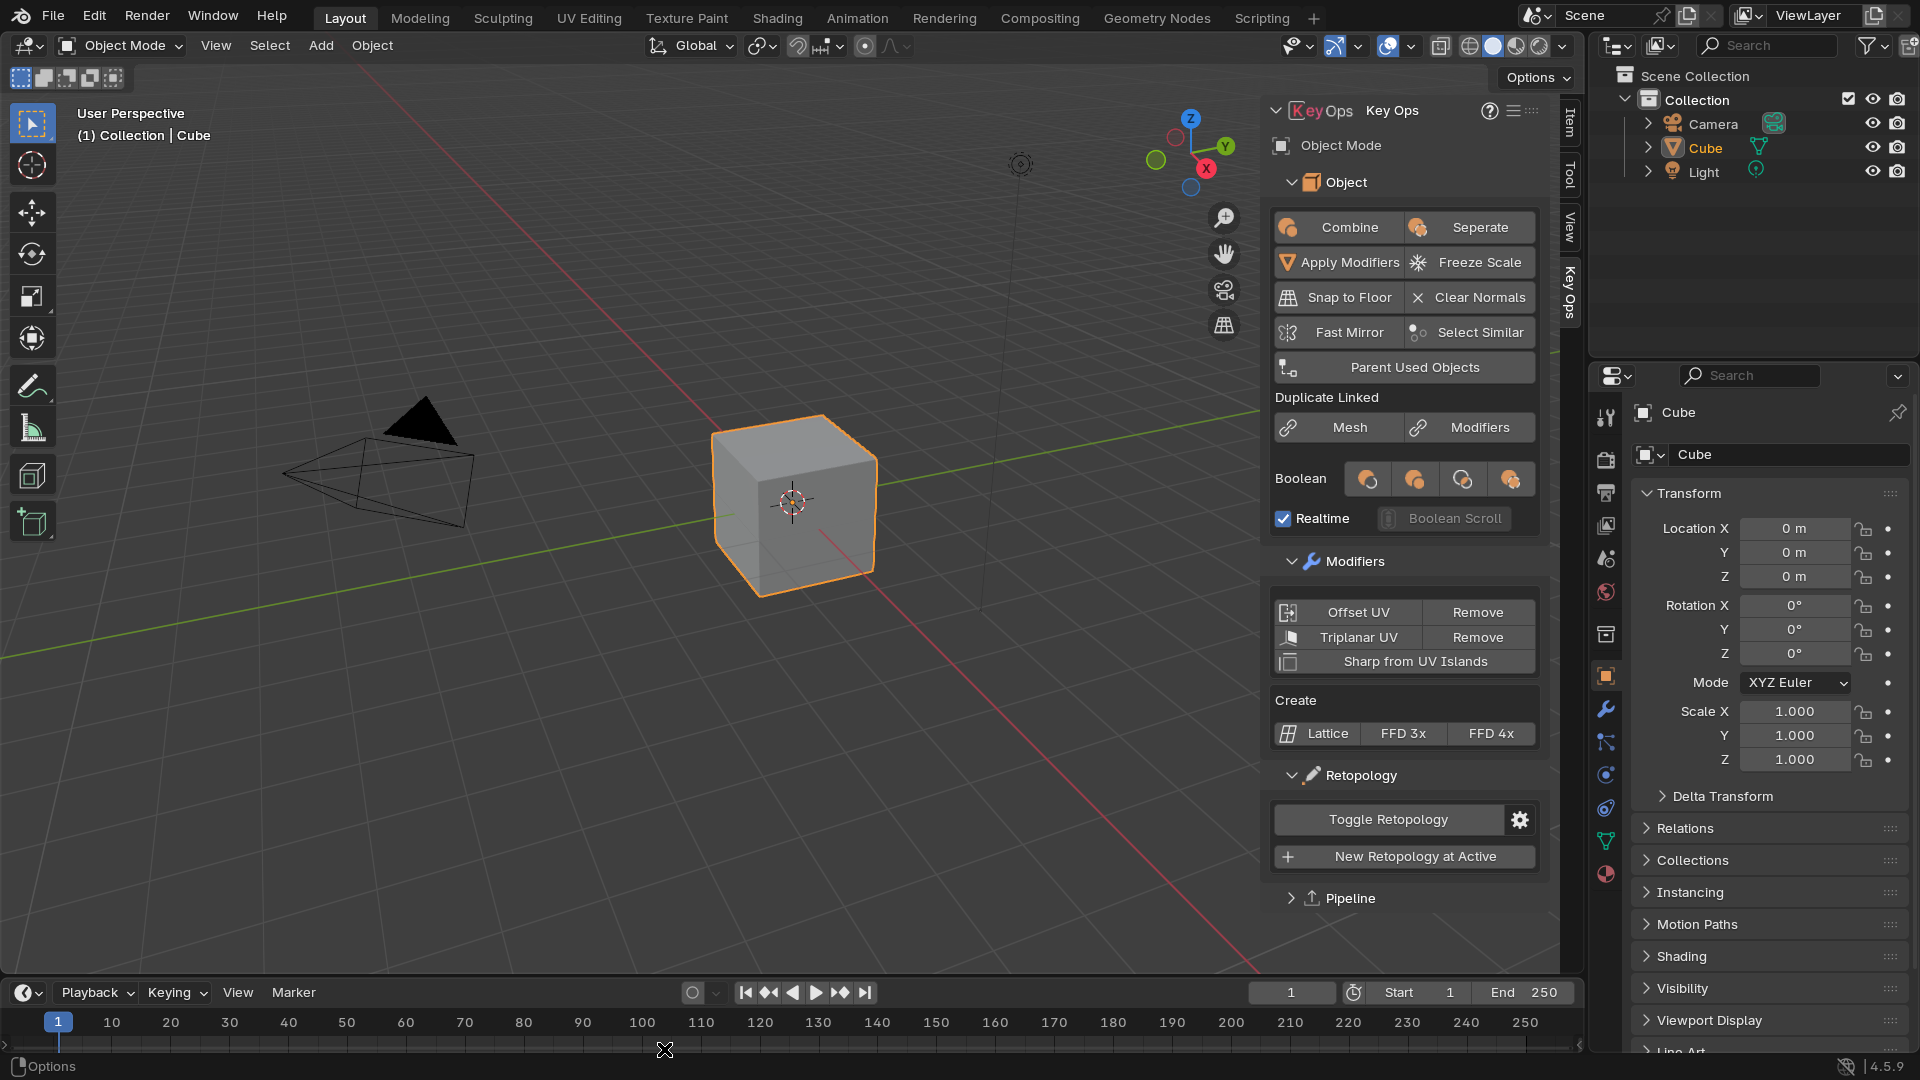 File Edit Render Window Help Layout Modeling Sculpting UV Editing Texture Paint Shading Animation Rendering Compositing Geometry Nodes Scripting Scene ViewLayer
Object Mode View Select Add Object Global Search
Options
User Perspective
(1) Collection | Cube
Z
Y
X
KeyOps Key Ops
Object Mode
Object
Combine Seperate
Apply Modifiers Freeze Scale
Snap to Floor Clear Normals
Fast Mirror Select Similar
Parent Used Objects
Duplicate Linked
Mesh Modifiers
Boolean
Realtime Boolean Scroll
Modifiers
Offset UV Remove
Triplanar UV Remove
Sharp from UV Islands
Create
Lattice FFD 3x FFD 4x
Retopology
Toggle Retopology
New Retopology at Active
Pipeline
Item
Tool
View
Key Ops
Scene Collection
Collection
Camera
Cube
Light
Search
Cube
Cube
Transform
Location X 0 m
Y 0 m
Z 0 m
Rotation X 0°
Y 0°
Z 0°
Mode XYZ Euler
Scale X 1.000
Y 1.000
Z 1.000
Delta Transform
Relations
Collections
Instancing
Motion Paths
Shading
Visibility
Viewport Display
Line Art
Playback Keying View Marker 1 Start 1 End 250
1 10 20 30 40 50 60 70 80 90 100 110 120 130 140 150 160 170 180 190 200 210 220 230 240 250
Options 4.5.9